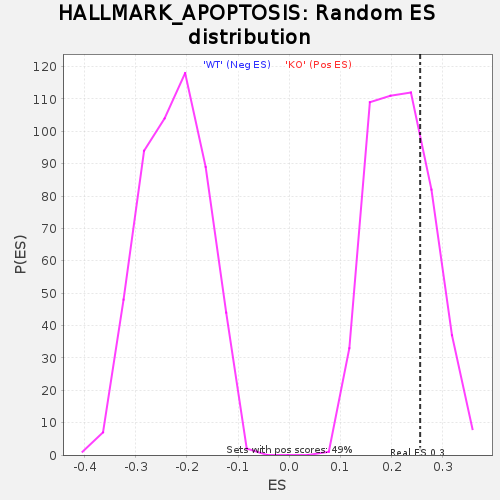 HALLMARK_APOPTOSIS: Random ES
distribution
'WT' (Neg ES) 'KO' (Pos ES)
120
110
100
90
80
70
60
50
40
30
20
10
0
P(ES)
Sets with pos scores: 49%
Real ES 0.3
-0.4 -0.3 -0.2 -0.1 0.0 0.1 0.2 0.3
ES